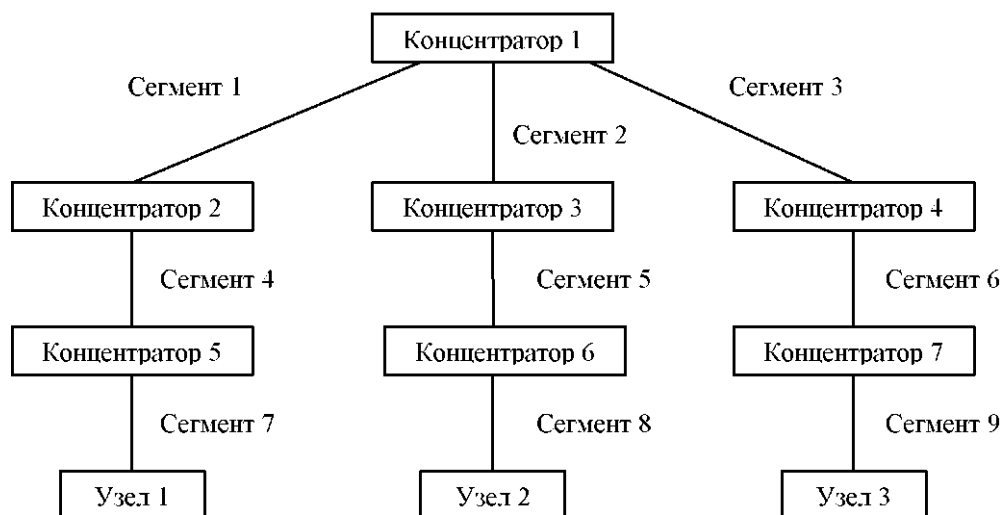 Концентратор 1
Сегмент 1
Сегмент 3
Сегмент 2
Концентратор 2
Концентратор 3
Концентратор 4
Сегмент 4
Сегмент 5
Сегмент 6
Концентратор 5
Концентратор 6
Концентратор 7
Сегмент 7
Сегмент 8
Сегмент 9
Узел 1
Узел 2
Узел 3